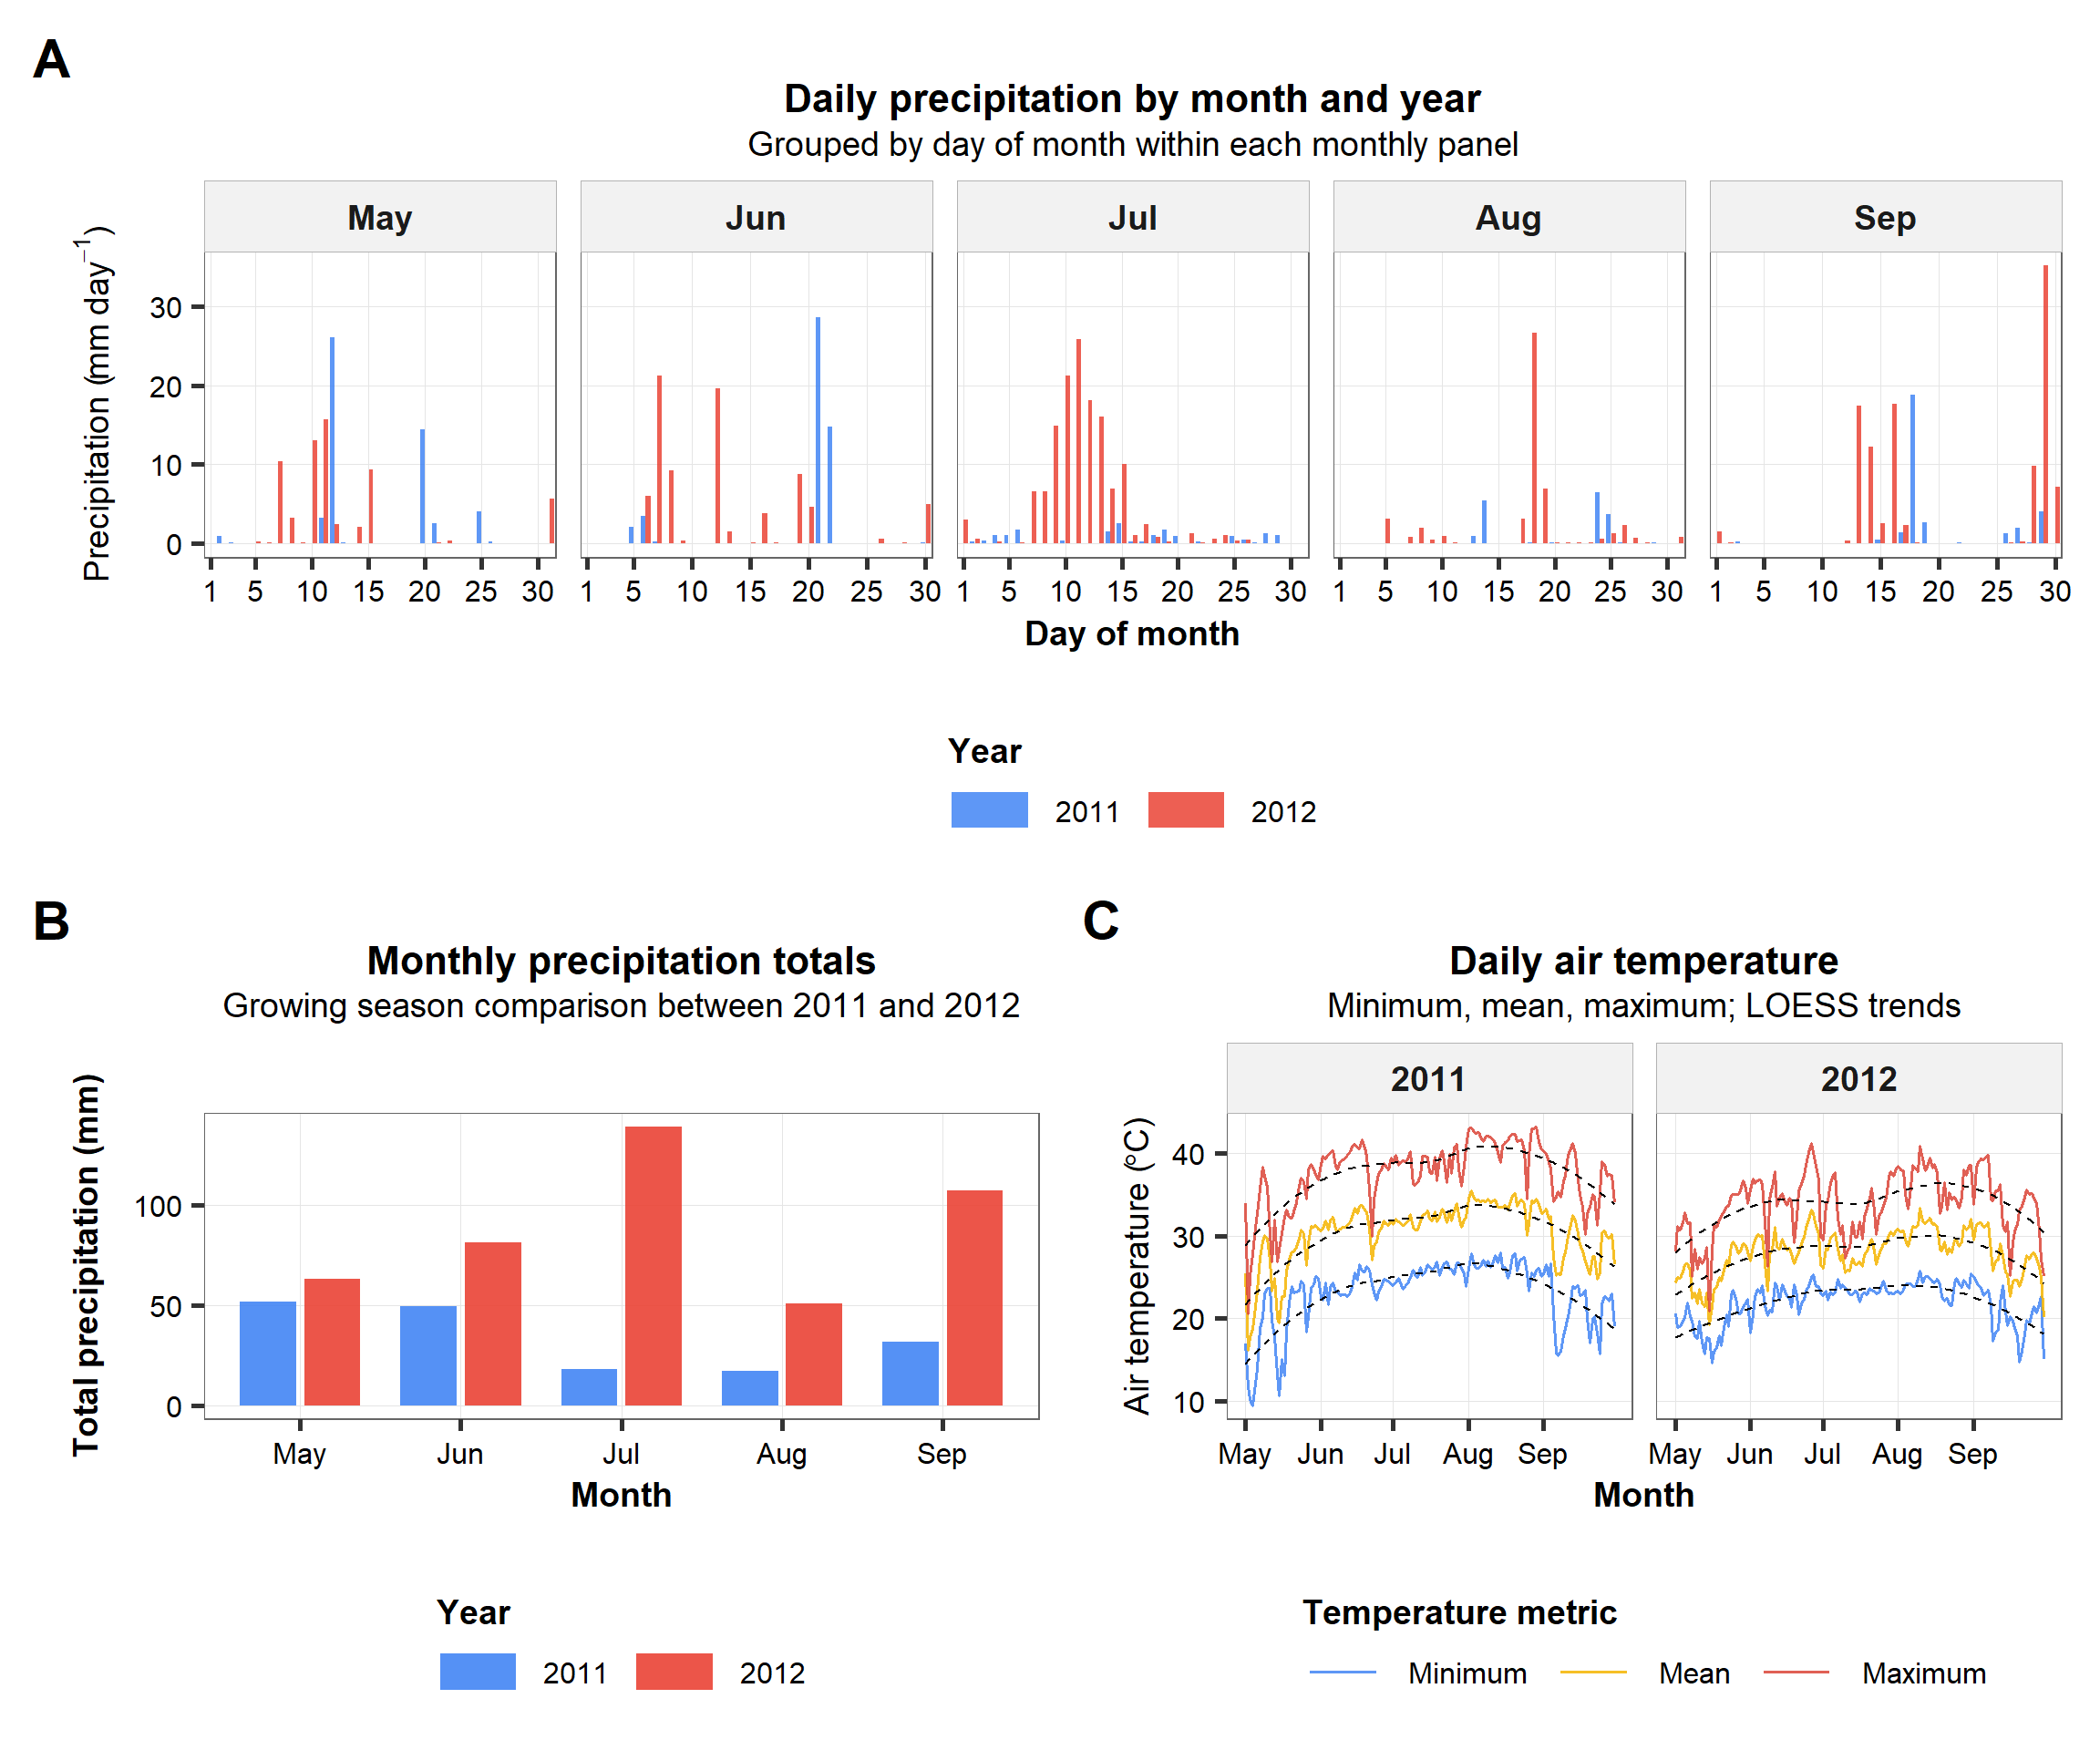 A
Daily precipitation by month and year
Grouped by day of month within each monthly panel
May Jun Jul Aug Sep
Precipitation (mm day⁻¹)
30
20
10
0
1 5 10 15 20 25 30 1 5 10 15 20 25 30 1 5 10 15 20 25 30 1 5 10 15 20 25 30 1 5 10 15 20 25 30
Day of month
Year
2011 2012
B
Monthly precipitation totals
Growing season comparison between 2011 and 2012
Total precipitation (mm)
100
50
0
May Jun Jul Aug Sep
Month
Year
2011 2012
C
Daily air temperature
Minimum, mean, maximum; LOESS trends
2011 2012
Air temperature (°C)
40
30
20
10
May Jun Jul Aug Sep May Jun Jul Aug Sep
Month
Temperature metric
Minimum Mean Maximum